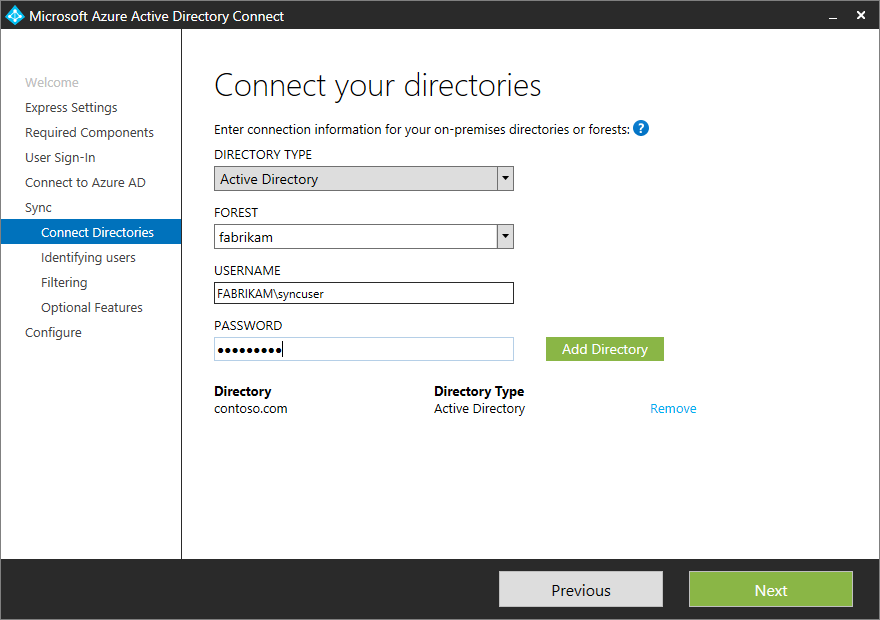 Microsoft Azure Active Directory Connect
Welcome
Express Settings
Required Components
User Sign-In
Connect to Azure AD
Sync
Connect Directories
Identifying users
Filtering
Optional Features
Configure
Connect your directories
Enter connection information for your on-premises directories or forests: ?
DIRECTORY TYPE
Active Directory
FOREST
fabrikam
USERNAME
FABRIKAM\syncuser
PASSWORD
●●●●●●●●●
Add Directory
Directory Directory Type
contoso.com Active Directory Remove
Previous Next